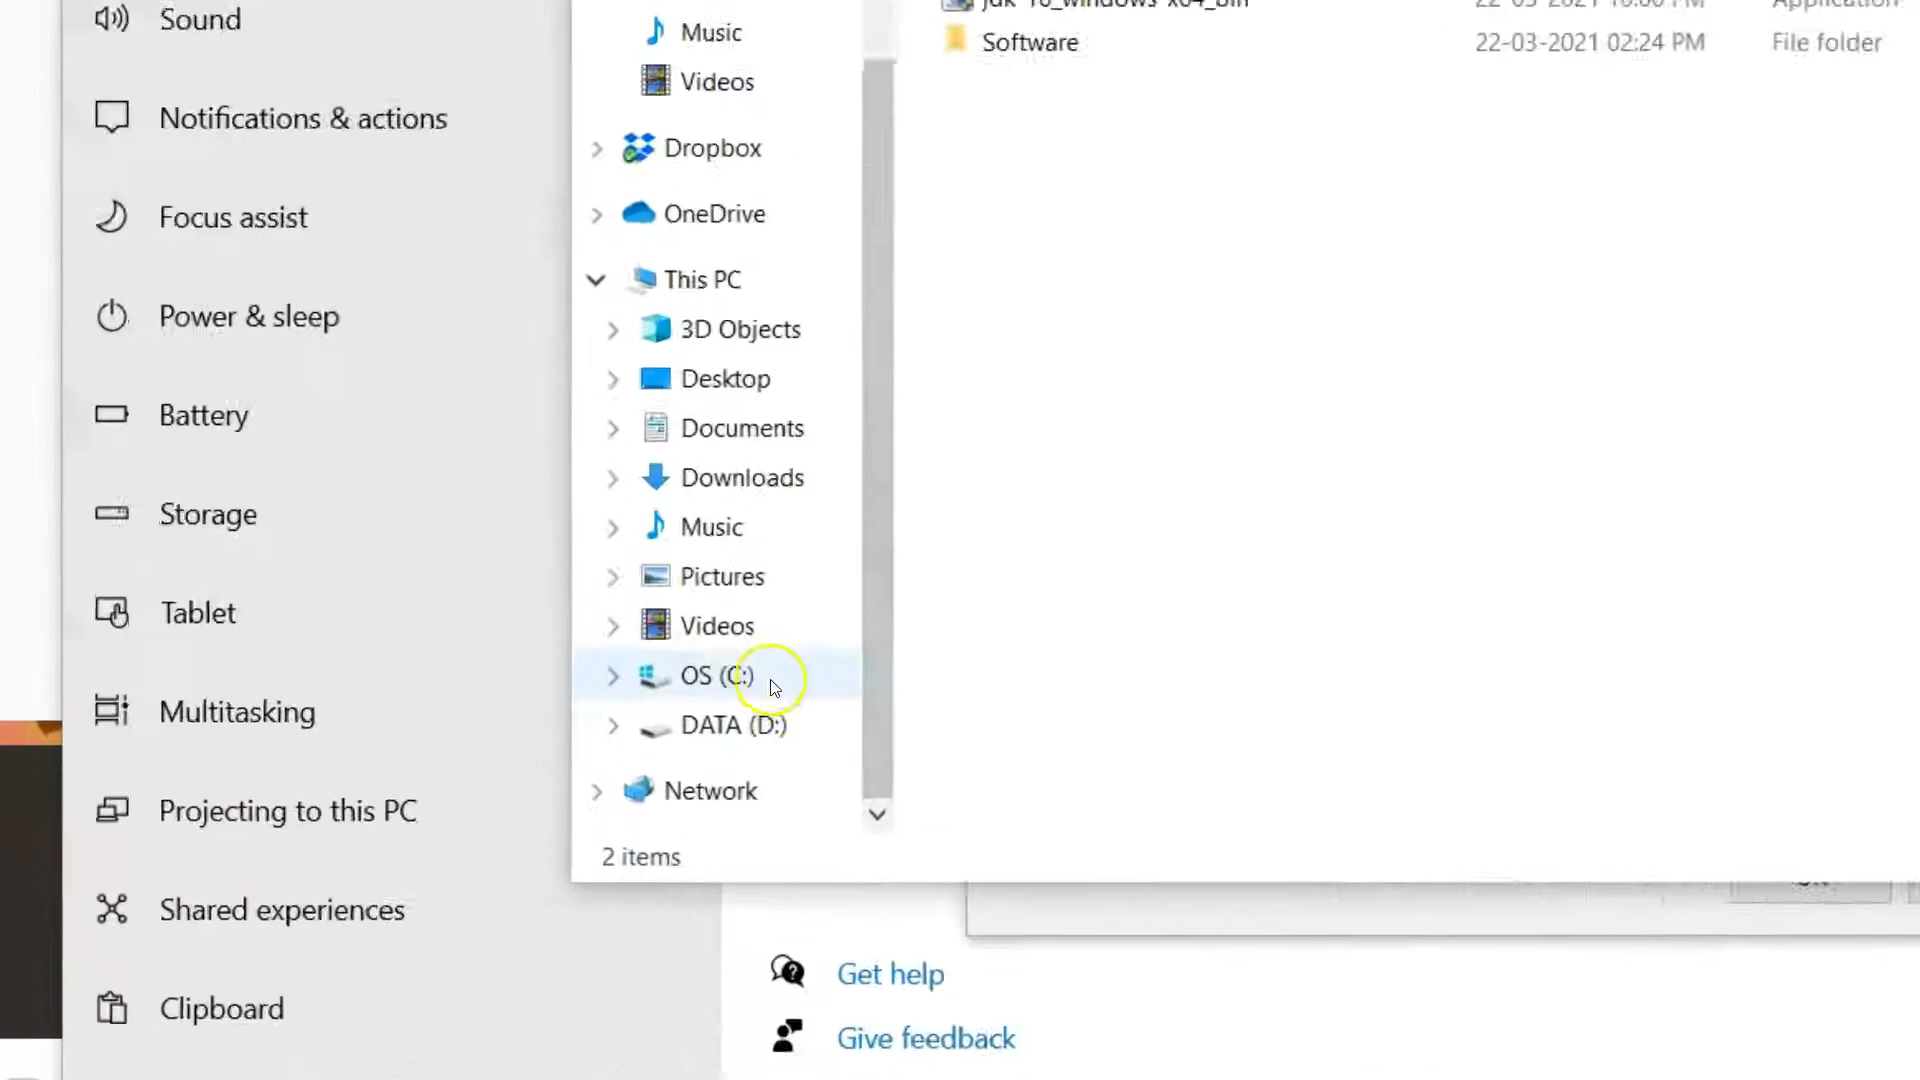 Sound
Notifications & actions
Focus assist
Power & sleep
Battery
Storage
Tablet
Multitasking
Projecting to this PC
Shared experiences
Clipboard
Music
Videos
Dropbox
OneDrive
This PC
3D Objects
Desktop
Documents
Downloads
Music
Pictures
Videos
OS (C:)
DATA (D:)
Network
2 items
Software 22-03-2021 02:24 PM File folder
Get help
Give feedback